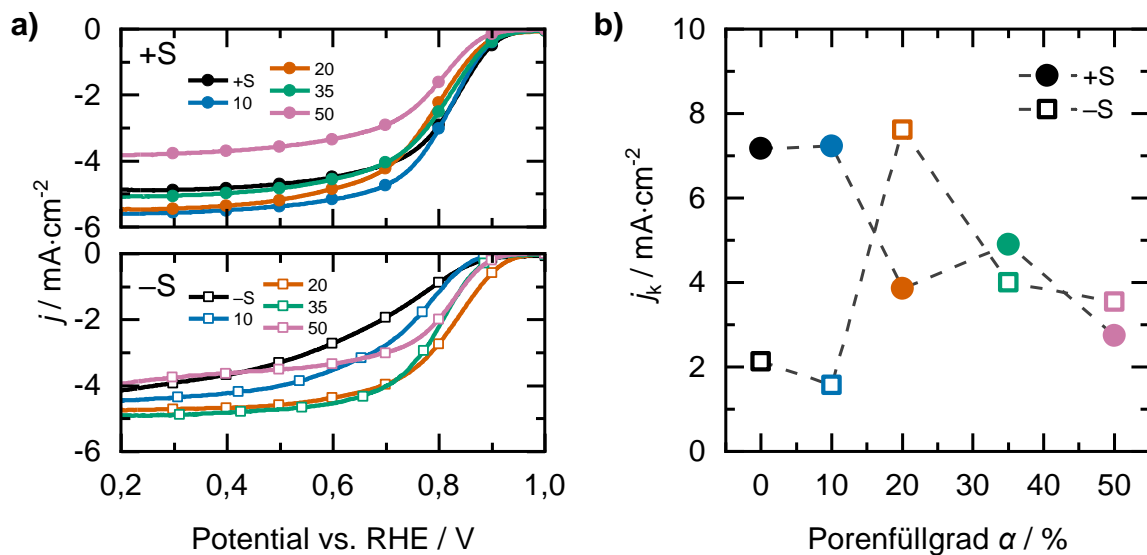 a)
0
-2
-4
-6
+S
+S
10
20
35
50
0
-2
-4
-6
–S
–S
10
20
35
50
j / mA·cm⁻²
0,2 0,4 0,6 0,8 1,0
Potential vs. RHE / V
b)
10
8
6
4
2
0
+S
–S
jₖ / mA·cm⁻²
0 10 20 30 40 50
Porenfüllgrad α / %